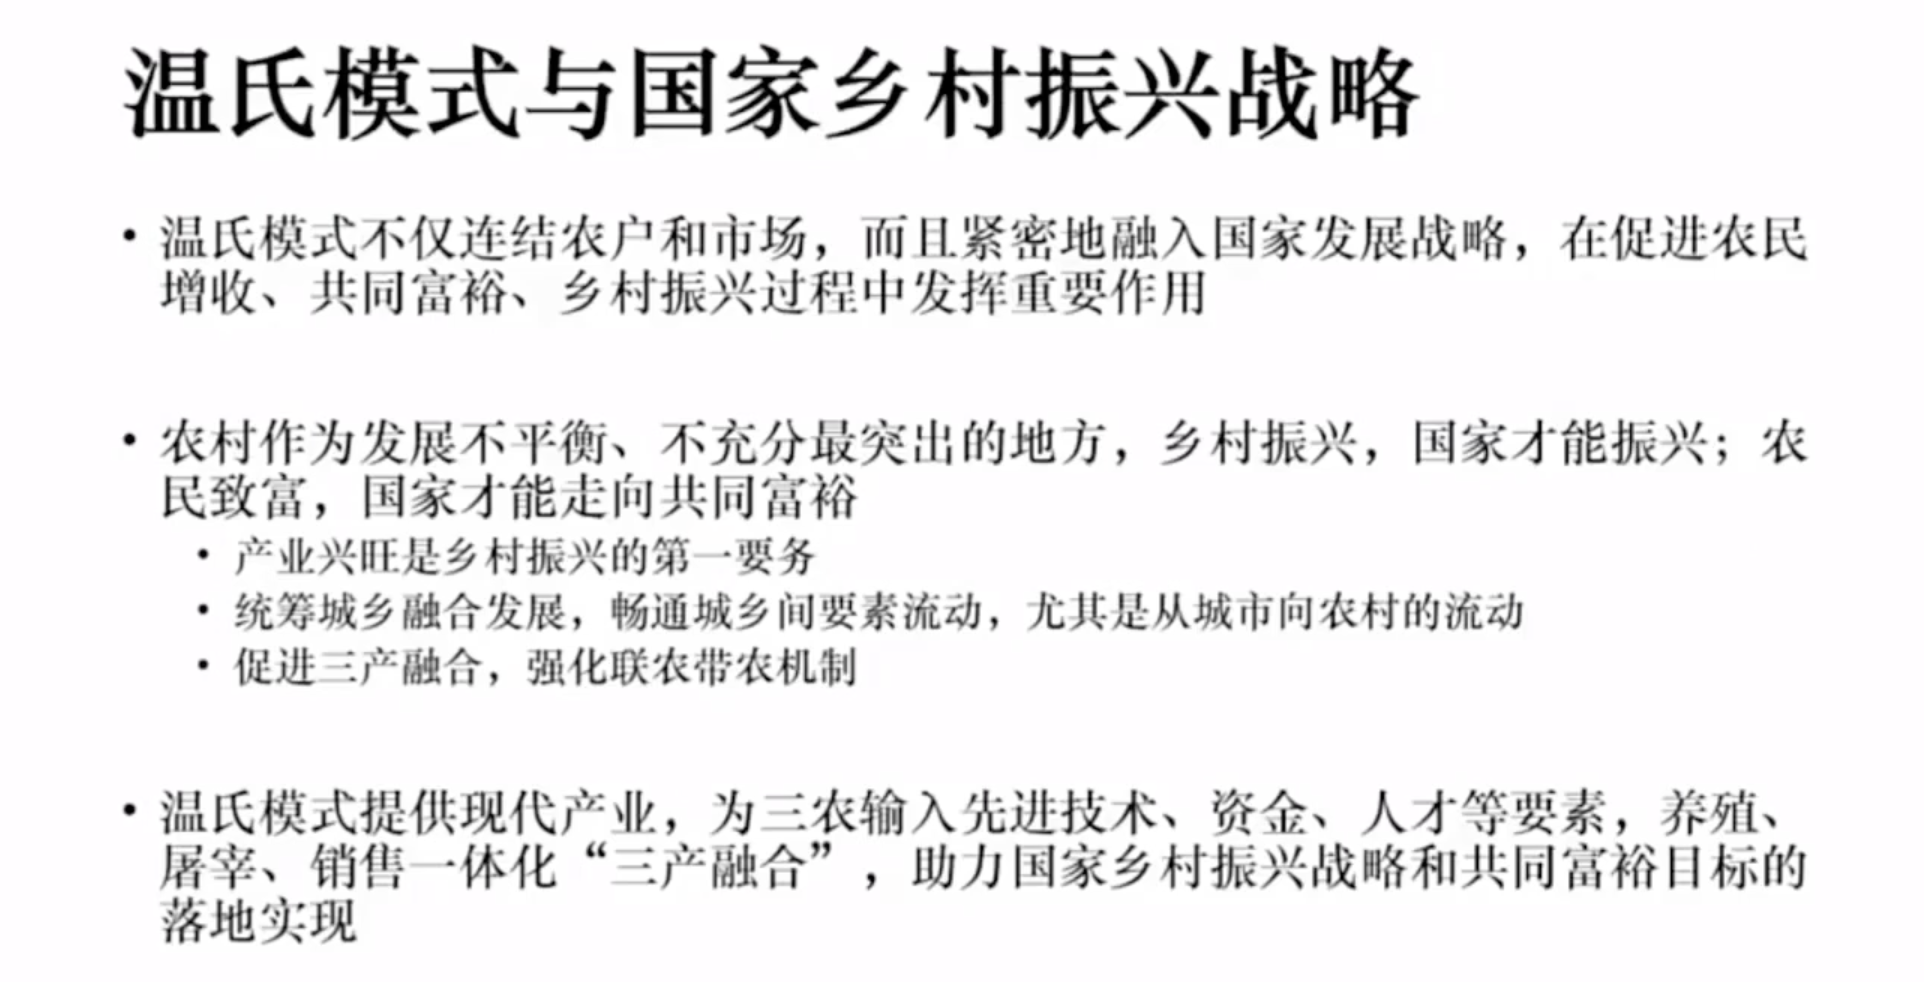 温氏模式与国家乡村振兴战略
• 温氏模式不仅连结农户和市场，而且紧密地融入国家发展战略，在促进农民
增收、共同富裕、乡村振兴过程中发挥重要作用
• 农村作为发展不平衡、不充分最突出的地方，乡村振兴，国家才能振兴；农
民致富，国家才能走向共同富裕
• 产业兴旺是乡村振兴的第一要务
• 统筹城乡融合发展，畅通城乡间要素流动，尤其是从城市向农村的流动
• 促进三产融合，强化联农带农机制
• 温氏模式提供现代产业，为三农输入先进技术、资金、人才等要素，养殖、
屠宰、销售一体化“三产融合”，助力国家乡村振兴战略和共同富裕目标的
落地实现